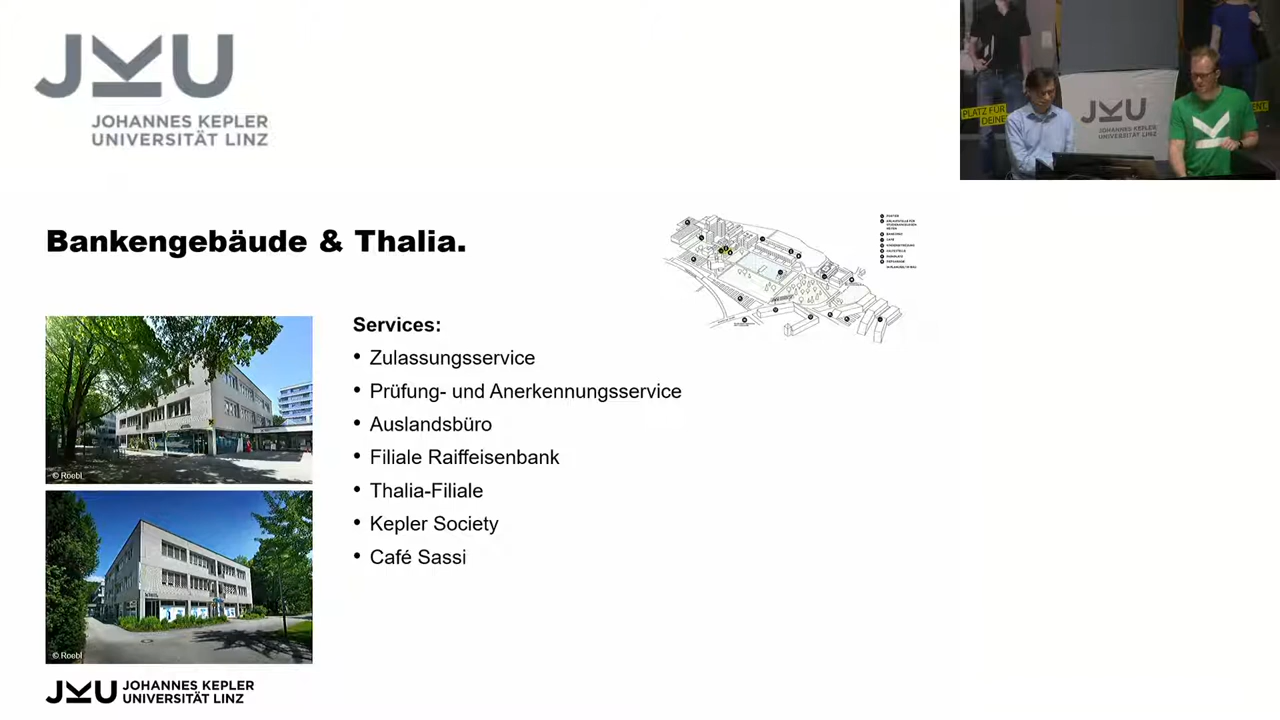 JKU
JOHANNES KEPLER
UNIVERSITÄT LINZ
PLATZ FÜR
DEINE
JKU
JOHANNES KEPLER
UNIVERSITÄT LINZ
Bankengebäude & Thalia.
Services:
• Zulassungsservice
• Prüfung- und Anerkennungsservice
• Auslandsbüro
• Filiale Raiffeisenbank
• Thalia-Filiale
• Kepler Society
• Café Sassi
© Roebl
© Roebl
JKU JOHANNES KEPLER
UNIVERSITÄT LINZ